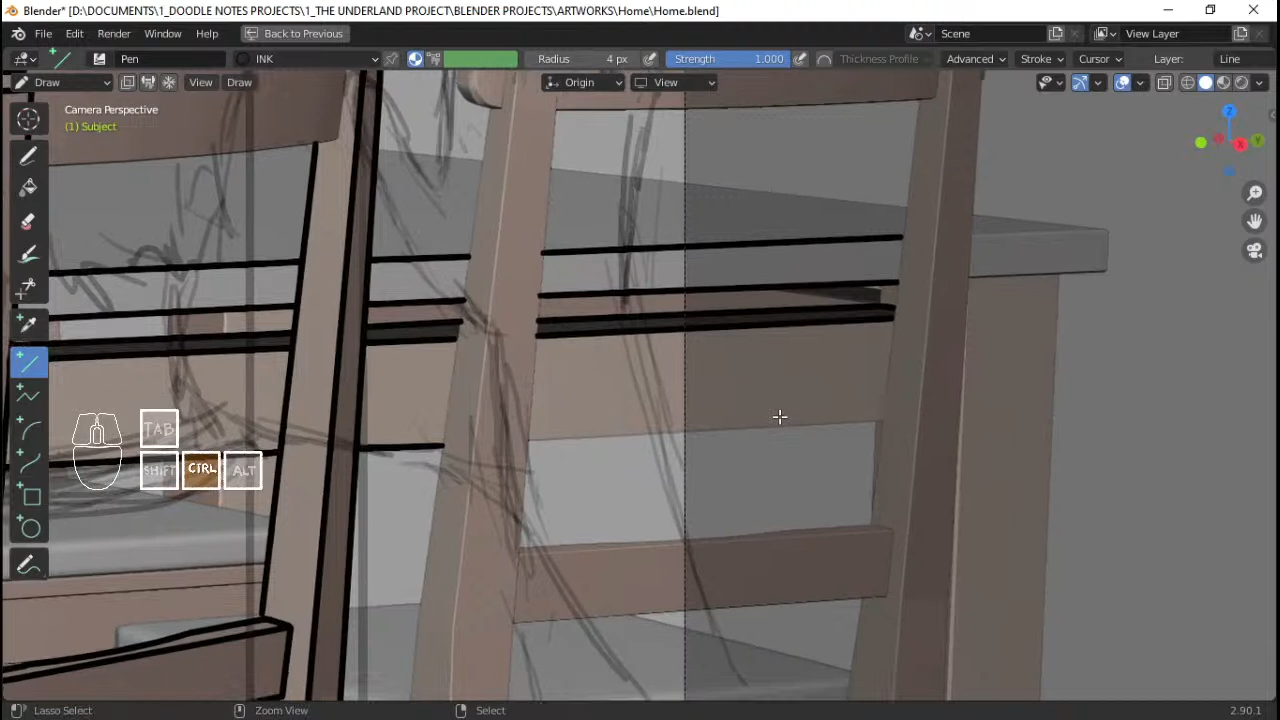 Blender* [D:\DOCUMENTS\1_DOODLE NOTES PROJECTS\1_THE UNDERLAND PROJECT\BLENDER PROJECTS\ARTWORKS\Home\Home.blend]
File Edit Render Window Help Back to Previous Scene View Layer
Pen INK Radius 4 px Strength 1.000 Thickness Profile Advanced Stroke Cursor Layer: Line
Draw View Draw Origin View
Camera Perspective
(1) Subject
Z
X
Y
TAB
SHIFT CTRL ALT
Lasso Select Zoom View Select 2.90.1